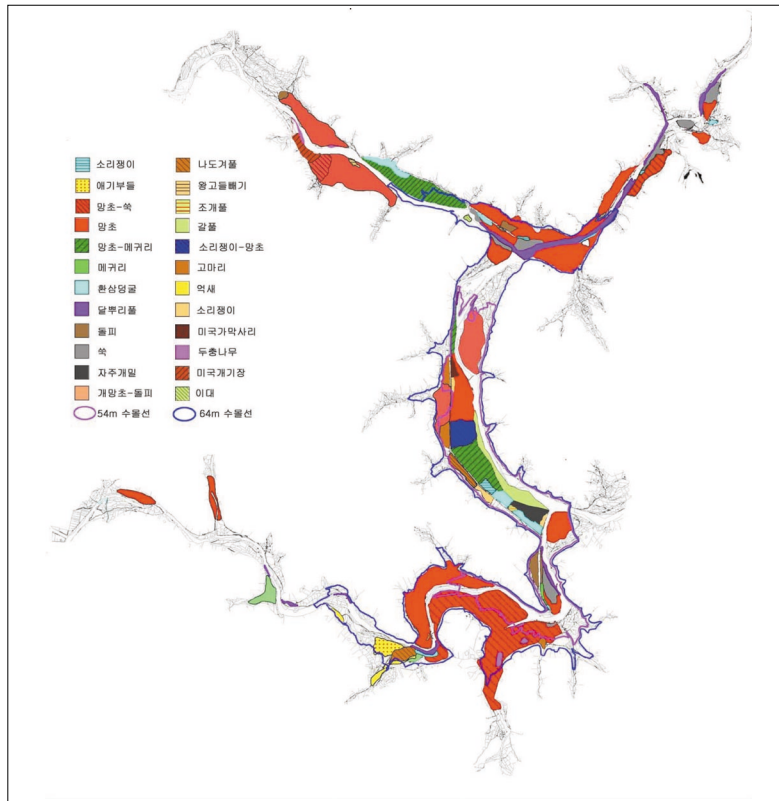 소리쟁이
애기부들
망초-쑥
망초
망초-메귀리
메귀리
환삼덩굴
달뿌리풀
돌피
쑥
자주개밀
개망초-돌피
54m 수몰선
나도겨풀
왕고들빼기
조개풀
갈풀
소리쟁이-망초
고마리
억새
소리쟁이
미국가막사리
두충나무
미국개기장
이대
64m 수몰선